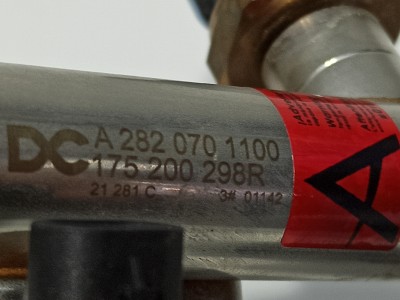 DC A 282 070 1100
175 200 298R
21 281 C 3# 01142
A